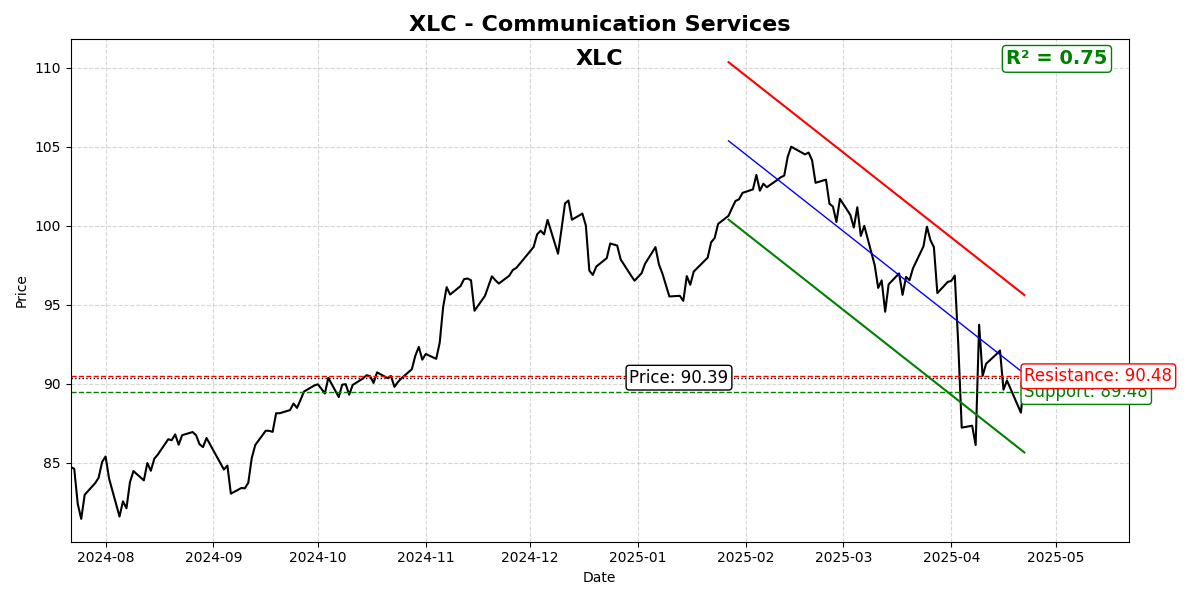 XLC - Communication Services
XLC
R² = 0.75
110
105
100
95
90
85
Price
Price: 90.39
Resistance: 90.48
Support: 89.48
2024-08
2024-09
2024-10
2024-11
2024-12
2025-01
2025-02
2025-03
2025-04
2025-05
Date